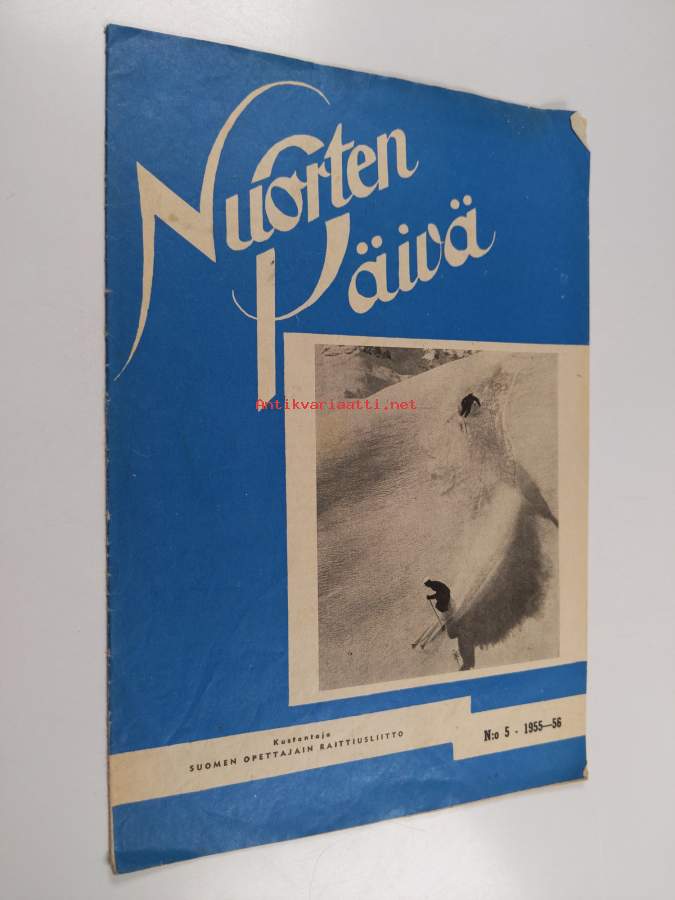 Nuorten
Päivä
Antikvariaatti.net
Kustantaja
SUOMEN OPETTAJAIN RAITTIUSLIITTO
N:o 5 - 1955—56